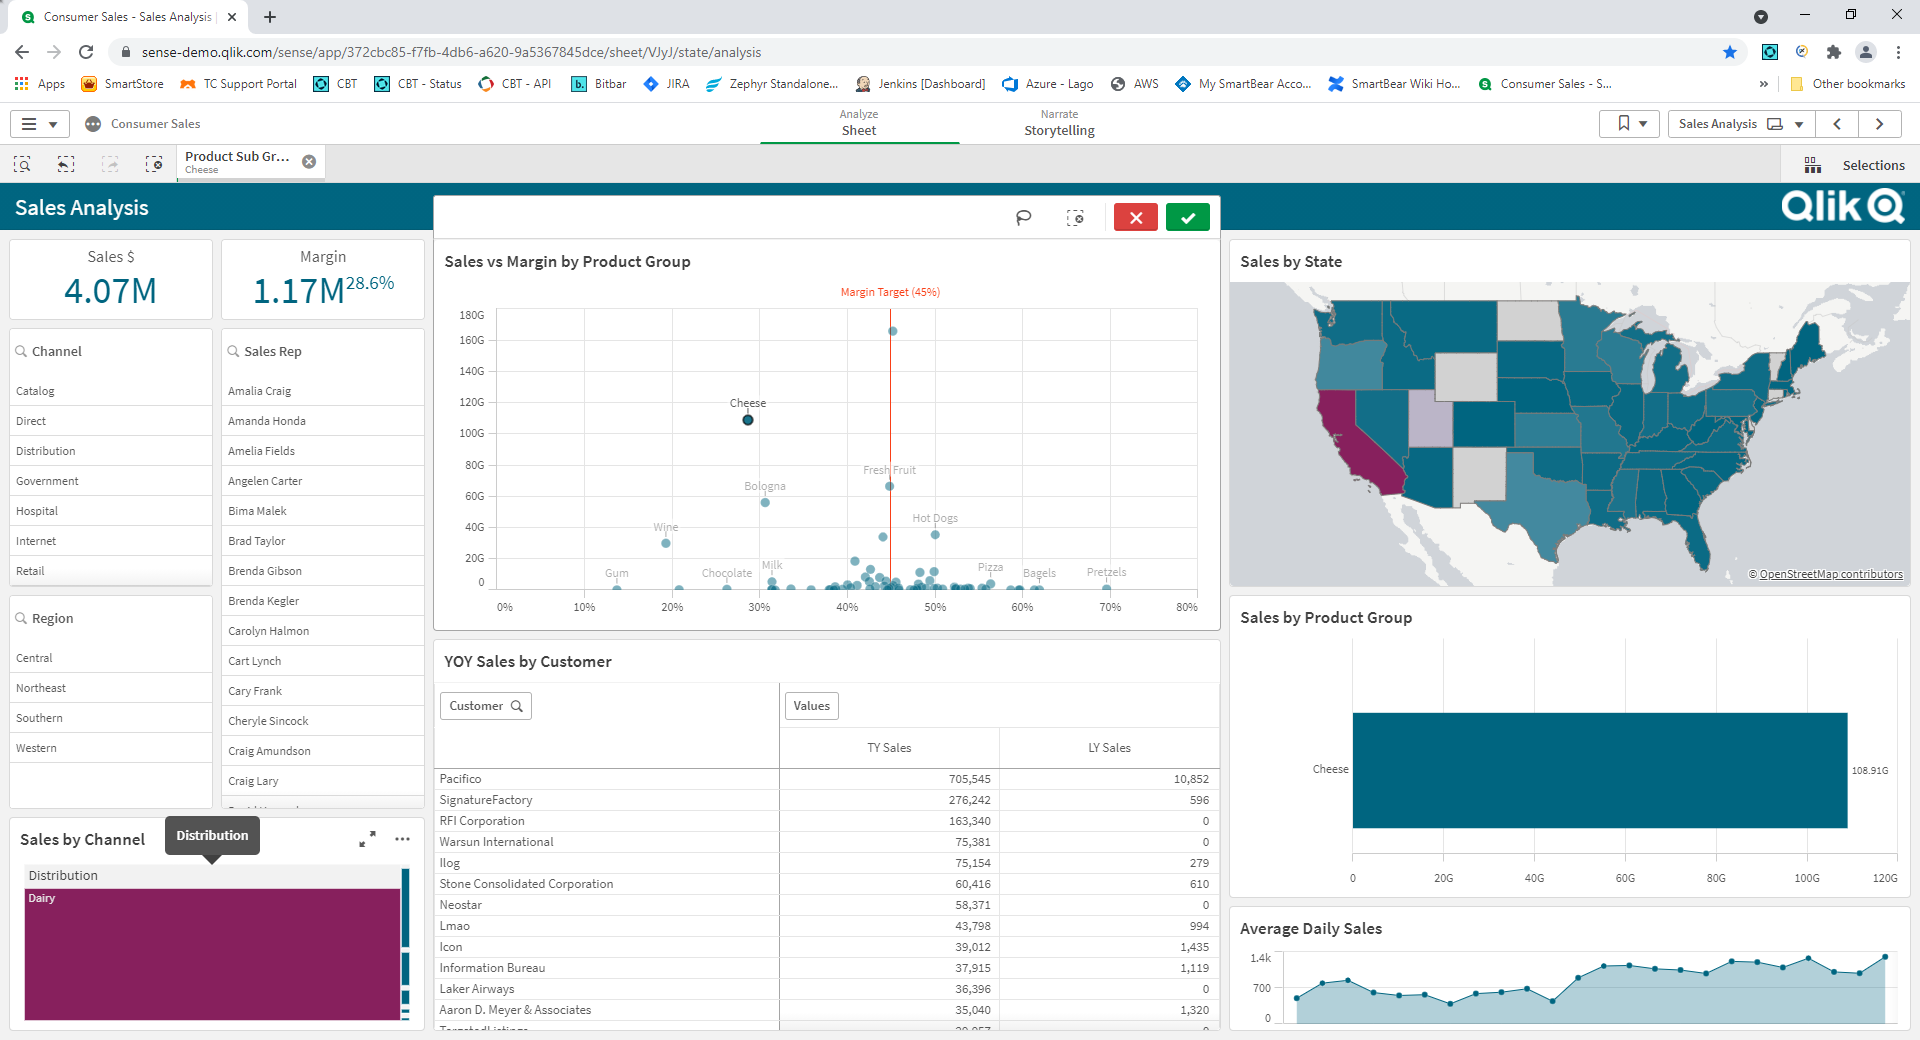 Consumer Sales - Sales Analysis
sense-demo.qlik.com/sense/app/372cbc85-f7fb-4db6-a620-9a5367845dce/sheet/VJyJ/state/analysis
Apps
SmartStore
TC Support Portal
CBT
CBT - Status
CBT - API
Bitbar
JIRA
Zephyr Standalone...
Jenkins [Dashboard]
Azure - Lago
AWS
My SmartBear Acco...
SmartBear Wiki Ho...
Consumer Sales - S...
Other bookmarks
Consumer Sales
Analyze
Sheet
Narrate
Storytelling
Sales Analysis
Product Sub Gr...
Cheese
Selections
Sales Analysis
Qlik
Sales $
4.07M
Margin
1.17M 28.6%
Channel
Catalog
Direct
Distribution
Government
Hospital
Internet
Retail
Region
Central
Northeast
Southern
Western
Sales Rep
Amalia Craig
Amanda Honda
Amelia Fields
Angelen Carter
Bima Malek
Brad Taylor
Brenda Gibson
Brenda Kegler
Carolyn Halmon
Cart Lynch
Cary Frank
Cheryle Sincock
Craig Amundson
Craig Lary
Sales by Channel
Distribution
Distribution
Dairy
Sales vs Margin by Product Group
Margin Target (45%)
180G
160G
140G
120G
100G
80G
60G
40G
20G
0
Cheese
Fresh Fruit
Bologna
Hot Dogs
Wine
Gum
Chocolate
Milk
Pizza
Bagels
Pretzels
0%
10%
20%
30%
40%
50%
60%
70%
80%
YOY Sales by Customer
Customer
Values
TY Sales
LY Sales
Pacifico 705,545 10,852
SignatureFactory 276,242 596
RFI Corporation 163,340 0
Warsun International 75,381 0
Ilog 75,154 279
Stone Consolidated Corporation 60,416 610
Neostar 58,371 0
Lmao 43,798 994
Icon 39,012 1,435
Information Bureau 37,915 1,119
Laker Airways 36,396 0
Aaron D. Meyer & Associates 35,040 1,320
Sales by State
© OpenStreetMap contributors
Sales by Product Group
Cheese
108.91G
0
20G
40G
60G
80G
100G
120G
Average Daily Sales
1.4k
700
0